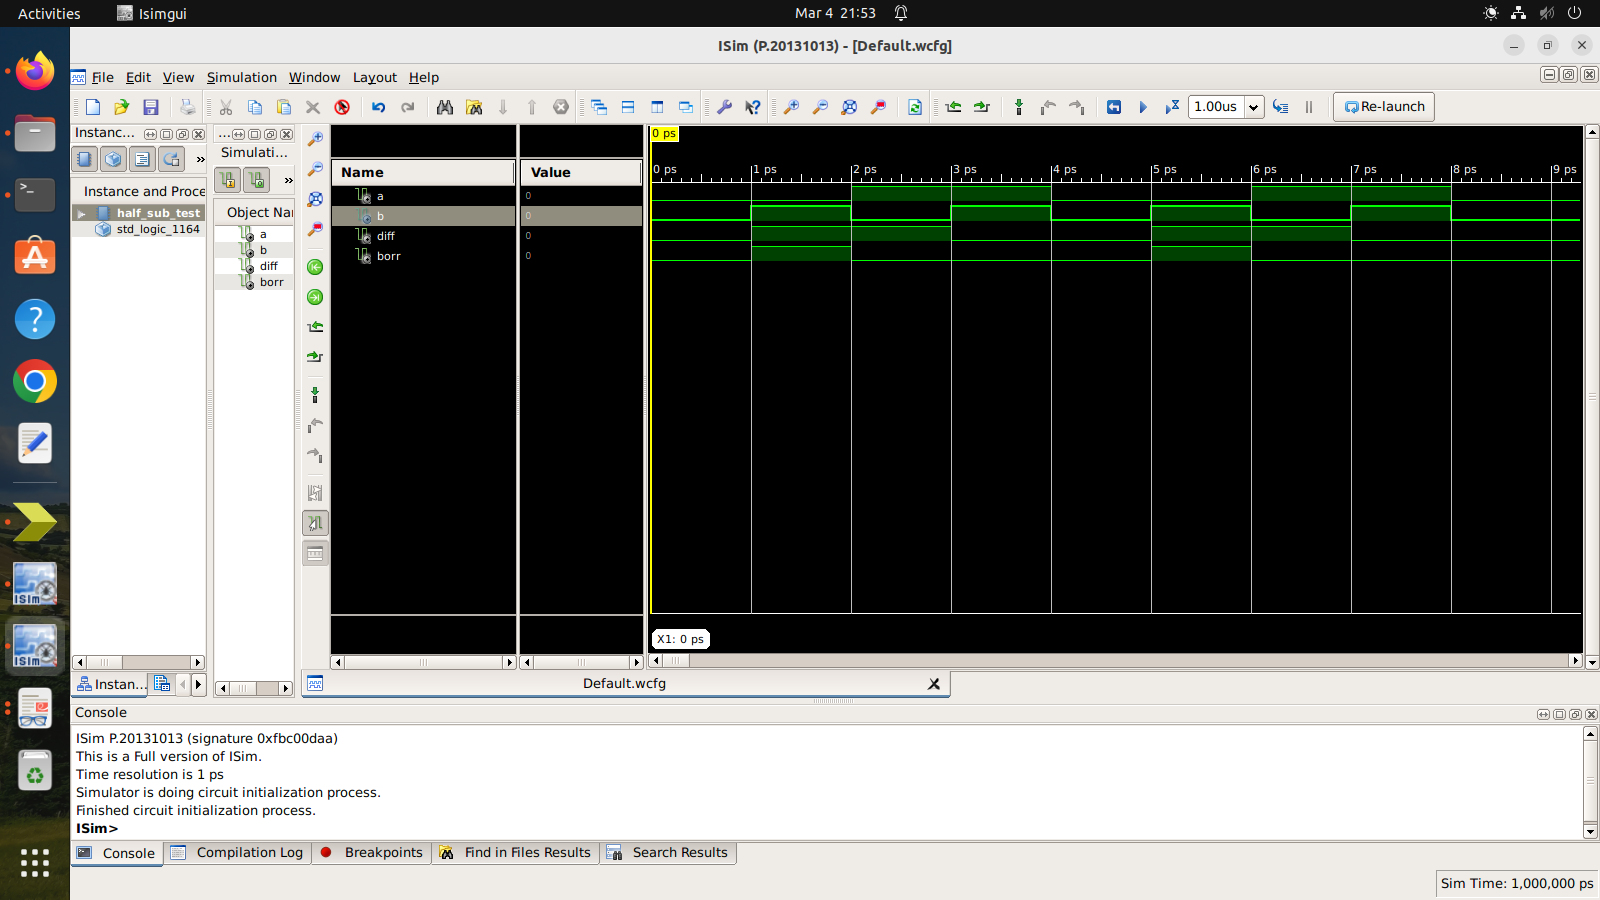 Activities
Isimgui
Mar 4 21:53
ISim (P.20131013) - [Default.wcfg]
File Edit View Simulation Window Layout Help
1.00us
Re-launch
Instanc...
...
Simulati...
Instance and Proce
half_sub_test
std_logic_1164
Object Nar
a
b
diff
borr
Name
Value
a 0
b 0
diff 0
borr 0
0 ps
0 ps 1 ps 2 ps 3 ps 4 ps 5 ps 6 ps 7 ps 8 ps 9 ps
X1: 0 ps
Instan...
Default.wcfg
Console
ISim P.20131013 (signature 0xfbc00daa)
This is a Full version of ISim.
Time resolution is 1 ps
Simulator is doing circuit initialization process.
Finished circuit initialization process.
ISim>
Console Compilation Log Breakpoints Find in Files Results Search Results
Sim Time: 1,000,000 ps
ISim
ISim